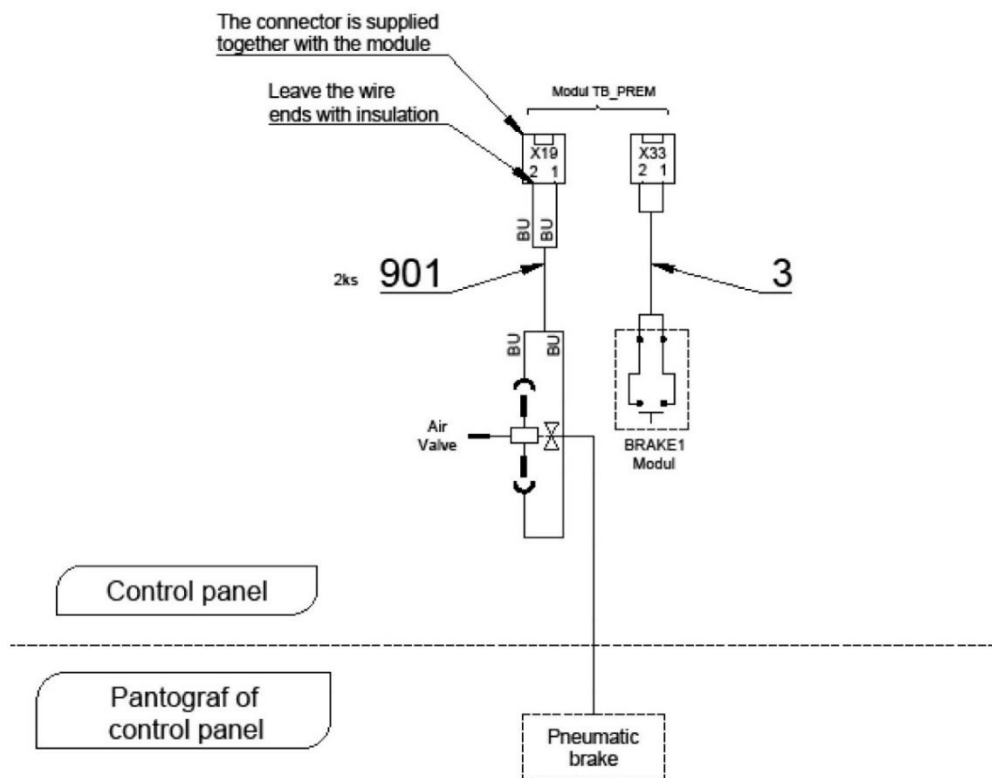 The connector is supplied
together with the module
Leave the wire
ends with insulation
Modul TB_PREM
X19
2 1
X33
2 1
BU
BU
2ks 901
3
BU
BU
Air
Valve
BRAKE1
Modul
Control panel
Pantograf of
control panel
Pneumatic
brake